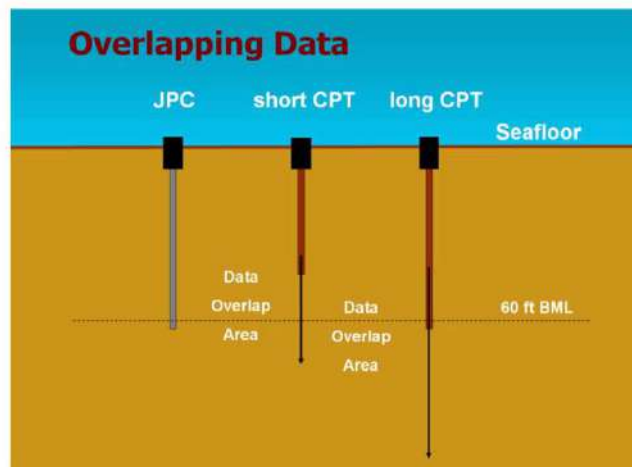 Overlapping Data
JPC
short CPT
long CPT
Seafloor
Data
Overlap
Area
Data
Overlap
Area
60 ft BML